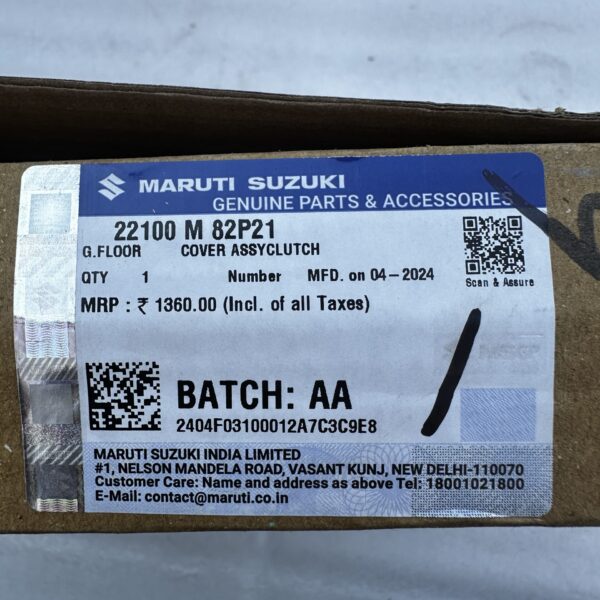 MARUTI SUZUKI
GENUINE PARTS & ACCESSORIES
22100 M 82P21
G.FLOOR COVER ASSYCLUTCH
QTY 1 Number MFD. on 04-2024
MRP : ₹ 1360.00 (Incl. of all Taxes)
Scan & Assure
BATCH: AA
2404F03100012A7C3C9E8
MARUTI SUZUKI INDIA LIMITED
#1, NELSON MANDELA ROAD, VASANT KUNJ, NEW DELHI-110070
Customer Care: Name and address as above Tel: 18001021800
E-Mail: contact@maruti.co.in